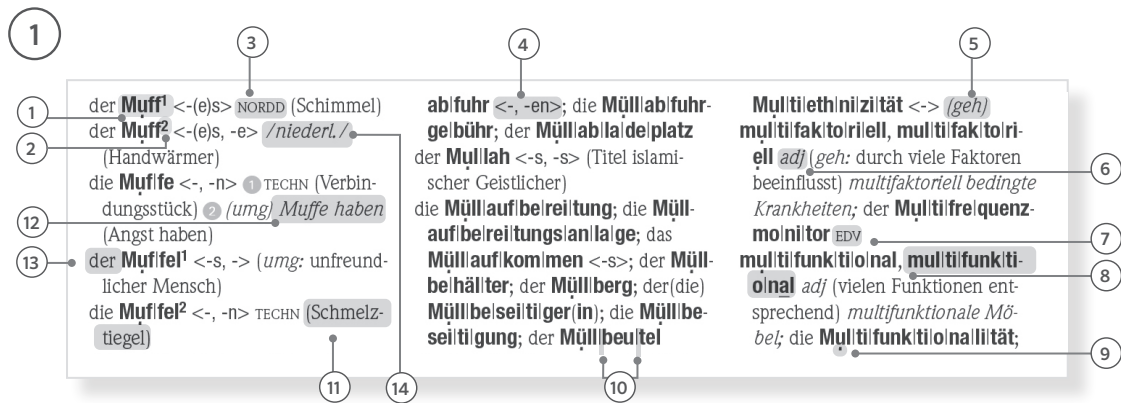 1
3
4
5
der Muff¹ <-(e)s> NORDD (Schimmel)
der Muff² <-(e)s, -e> /niederl./
(Handwärmer)
die Muf|fe <-, -n> 1 TECHN (Verbin-
dungsstück) 2 (umg) Muffe haben
(Angst haben)
der Muf|fel¹ <-s, -> (umg: unfreund-
licher Mensch)
die Muf|fel² <-, -n> TECHN (Schmelz-
tiegel)
1
2
12
13
11
14
ab|fuhr <-, -en>; die Müll|ab|fuhr-
ge|bühr; der Müll|ab|la|de|platz
der Mul|lah <-s, -s> (Titel islami-
scher Geistlicher)
die Müll|auf|be|rei|tung; die Müll-
auf|be|rei|tungs|an|la|ge; das
Müll|auf|kom|men <-s>; der Müll-
be|häl|ter; der Müll|berg; der(die)
Müll|be|sei|ti|ger(in); die Müll|be-
sei|ti|gung; der Müll|beu|tel
10
Mul|ti|eth|ni|zi|tät <-> (geh)
mul|ti|fak|to|ri|ell, mul|ti|fak|to|ri-
ell adj (geh: durch viele Faktoren
beeinflusst) multifaktoriell bedingte
Krankheiten; der Mul|ti|fre|quenz-
mo|ni|tor EDV
mul|ti|funk|ti|o|nal, mul|ti|funk|ti-
o|nal adj (vielen Funktionen ent-
sprechend) multifunktionale Mö-
bel; die Mul|ti|funk|ti|o|na|li|tät;
6
7
8
9